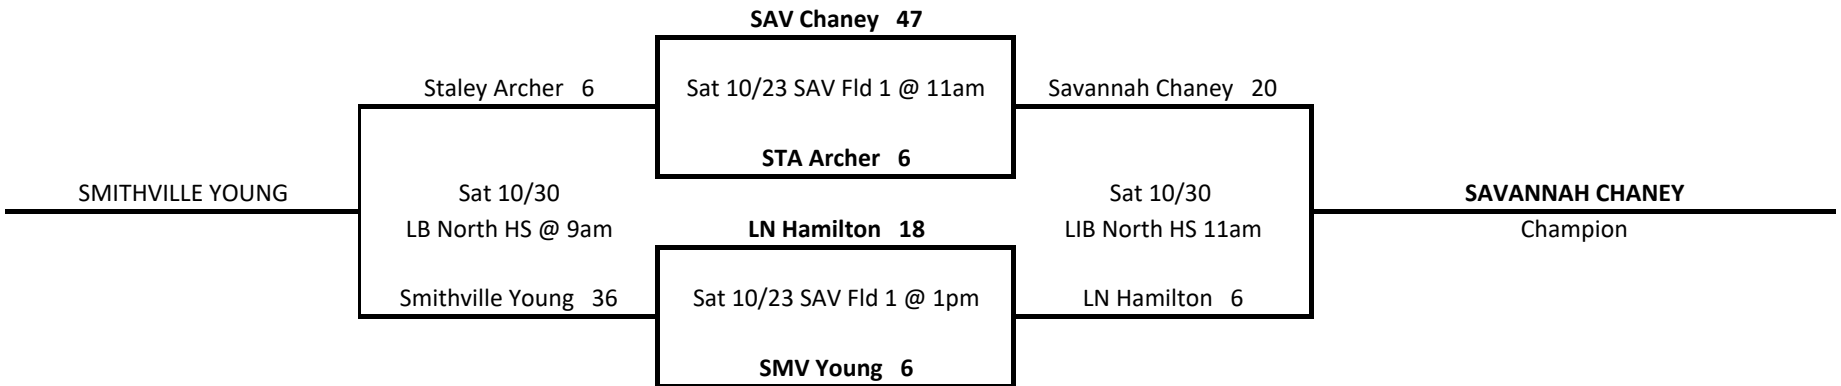 SAV Chaney 47
Staley Archer 6
Sat 10/23 SAV Fld 1 @ 11am
Savannah Chaney 20
STA Archer 6
SMITHVILLE YOUNG
Sat 10/30
Sat 10/30
SAVANNAH CHANEY
LB North HS @ 9am
LN Hamilton 18
LIB North HS 11am
Champion
Smithville Young 36
Sat 10/23 SAV Fld 1 @ 1pm
LN Hamilton 6
SMV Young 6